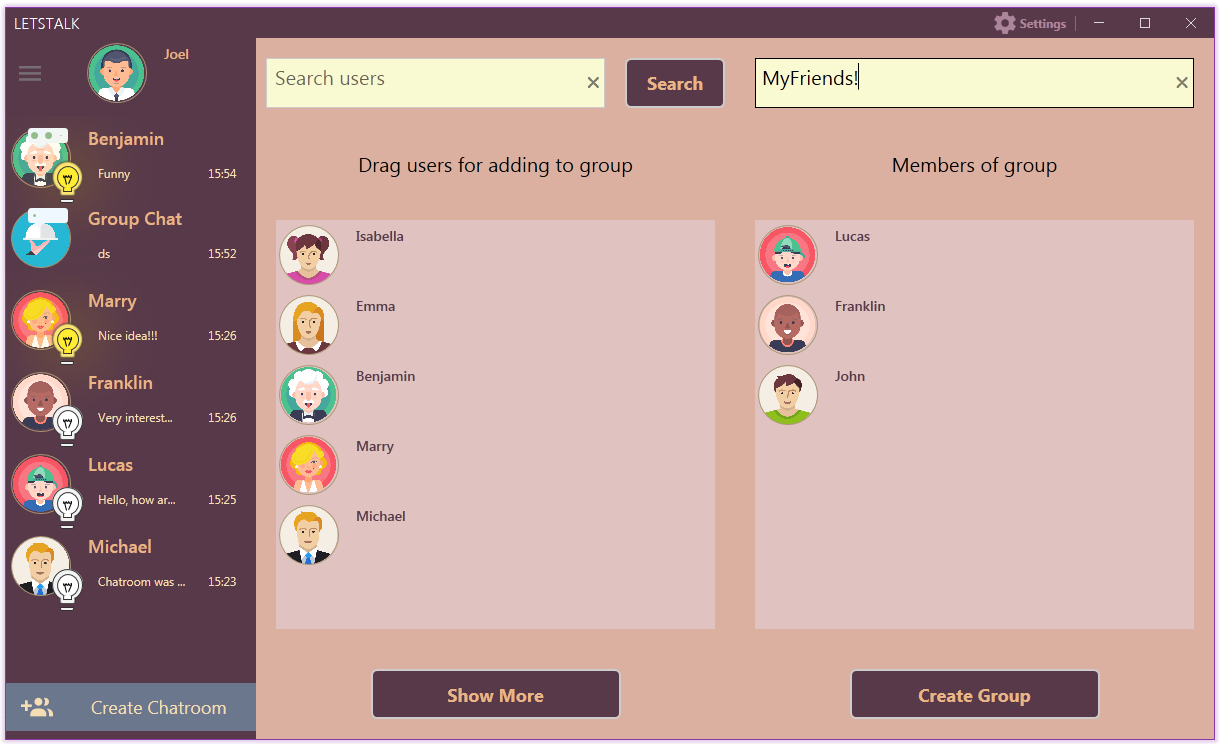 LETSTALK
Settings
Joel
Benjamin
Funny 15:54
Group Chat
ds 15:52
Marry
Nice idea!!! 15:26
Franklin
Very interest... 15:26
Lucas
Hello, how ar... 15:25
Michael
Chatroom was ... 15:23
Create Chatroom
Search users
Search
MyFriends!
Drag users for adding to group
Isabella
Emma
Benjamin
Marry
Michael
Show More
Members of group
Lucas
Franklin
John
Create Group